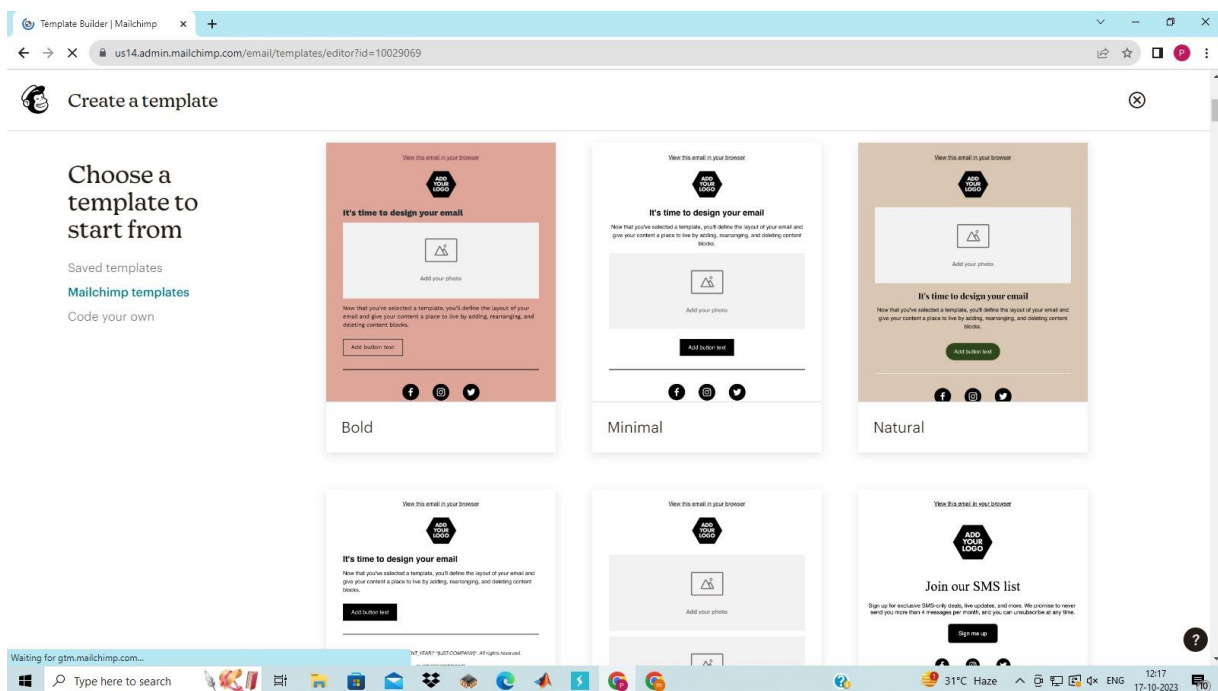 Template Builder | Mailchimp
us14.admin.mailchimp.com/email/templates/editor?id=10029069
P
Create a template
Choose a
template to
start from
Saved templates
Mailchimp templates
Code your own
View this email in your browser
ADD
YOUR
LOGO
It's time to design your email
Add your photo
Now that you've selected a template, you'll define the layout of your
email and give your content a place to live by adding, rearranging, and
deleting content blocks.
Add button text
Bold
View this email in your browser
ADD
YOUR
LOGO
It's time to design your email
Now that you've selected a template, you'll define the layout of your email and
give your content a place to live by adding, rearranging, and deleting content
blocks.
Add your photo
Add button text
Minimal
View this email in your browser
ADD
YOUR
LOGO
Add your photo
It's time to design your email
Now that you've selected a template, you'll define the layout of your email and
give your content a place to live by adding, rearranging, and deleting content
blocks.
Add button text
Natural
View this email in your browser
ADD
YOUR
LOGO
It's time to design your email
Now that you've selected a template, you'll define the layout of your email and
give your content a place to live by adding, rearranging, and deleting content
blocks.
Add button text
All rights reserved.
View this email in your browser
ADD
YOUR
LOGO
Add your photo
View this email in your browser
ADD
YOUR
LOGO
Join our SMS list
Sign up for exclusive SMS-only deals, live updates, and more. We promise to never
send you more than 4 messages per month, and you can unsubscribe at any time.
Sign me up
?
Waiting for gtm.mailchimp.com...
Type here to search
31°C Haze
ENG
12:17
17-10-2023
10